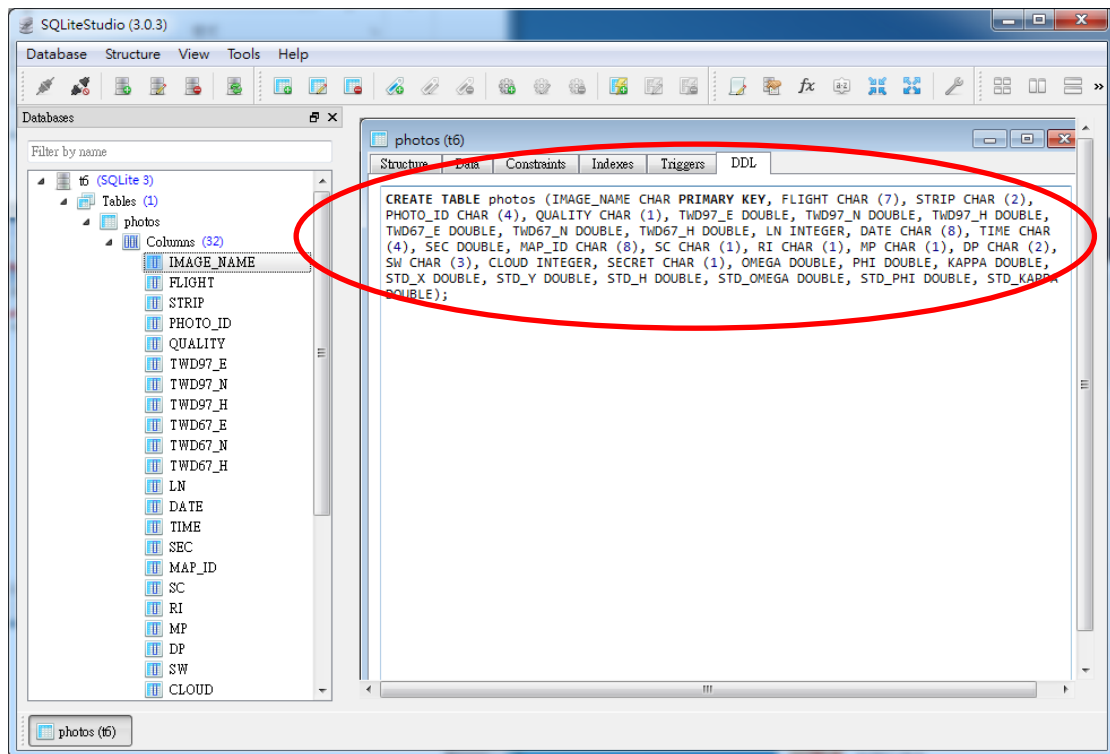 SQLiteStudio (3.0.3)
Database Structure View Tools Help
fx
a-z
»
Databases
Filter by name
t6 (SQLite 3)
Tables (1)
photos
Columns (32)
IMAGE_NAME
FLIGHT
STRIP
PHOTO_ID
QUALITY
TWD97_E
TWD97_N
TWD97_H
TWD67_E
TWD67_N
TWD67_H
LN
DATE
TIME
SEC
MAP_ID
SC
RI
MP
DP
SW
CLOUD
photos (t6)
Structure Data Constraints Indexes Triggers DDL
CREATE TABLE photos (IMAGE_NAME CHAR PRIMARY KEY, FLIGHT CHAR (7), STRIP CHAR (2),
PHOTO_ID CHAR (4), QUALITY CHAR (1), TWD97_E DOUBLE, TWD97_N DOUBLE, TWD97_H DOUBLE,
TWD67_E DOUBLE, TWD67_N DOUBLE, TWD67_H DOUBLE, LN INTEGER, DATE CHAR (8), TIME CHAR
(4), SEC DOUBLE, MAP_ID CHAR (8), SC CHAR (1), RI CHAR (1), MP CHAR (1), DP CHAR (2),
SW CHAR (3), CLOUD INTEGER, SECRET CHAR (1), OMEGA DOUBLE, PHI DOUBLE, KAPPA DOUBLE,
STD_X DOUBLE, STD_Y DOUBLE, STD_H DOUBLE, STD_OMEGA DOUBLE, STD_PHI DOUBLE, STD_KAPPA
DOUBLE);
photos (t6)